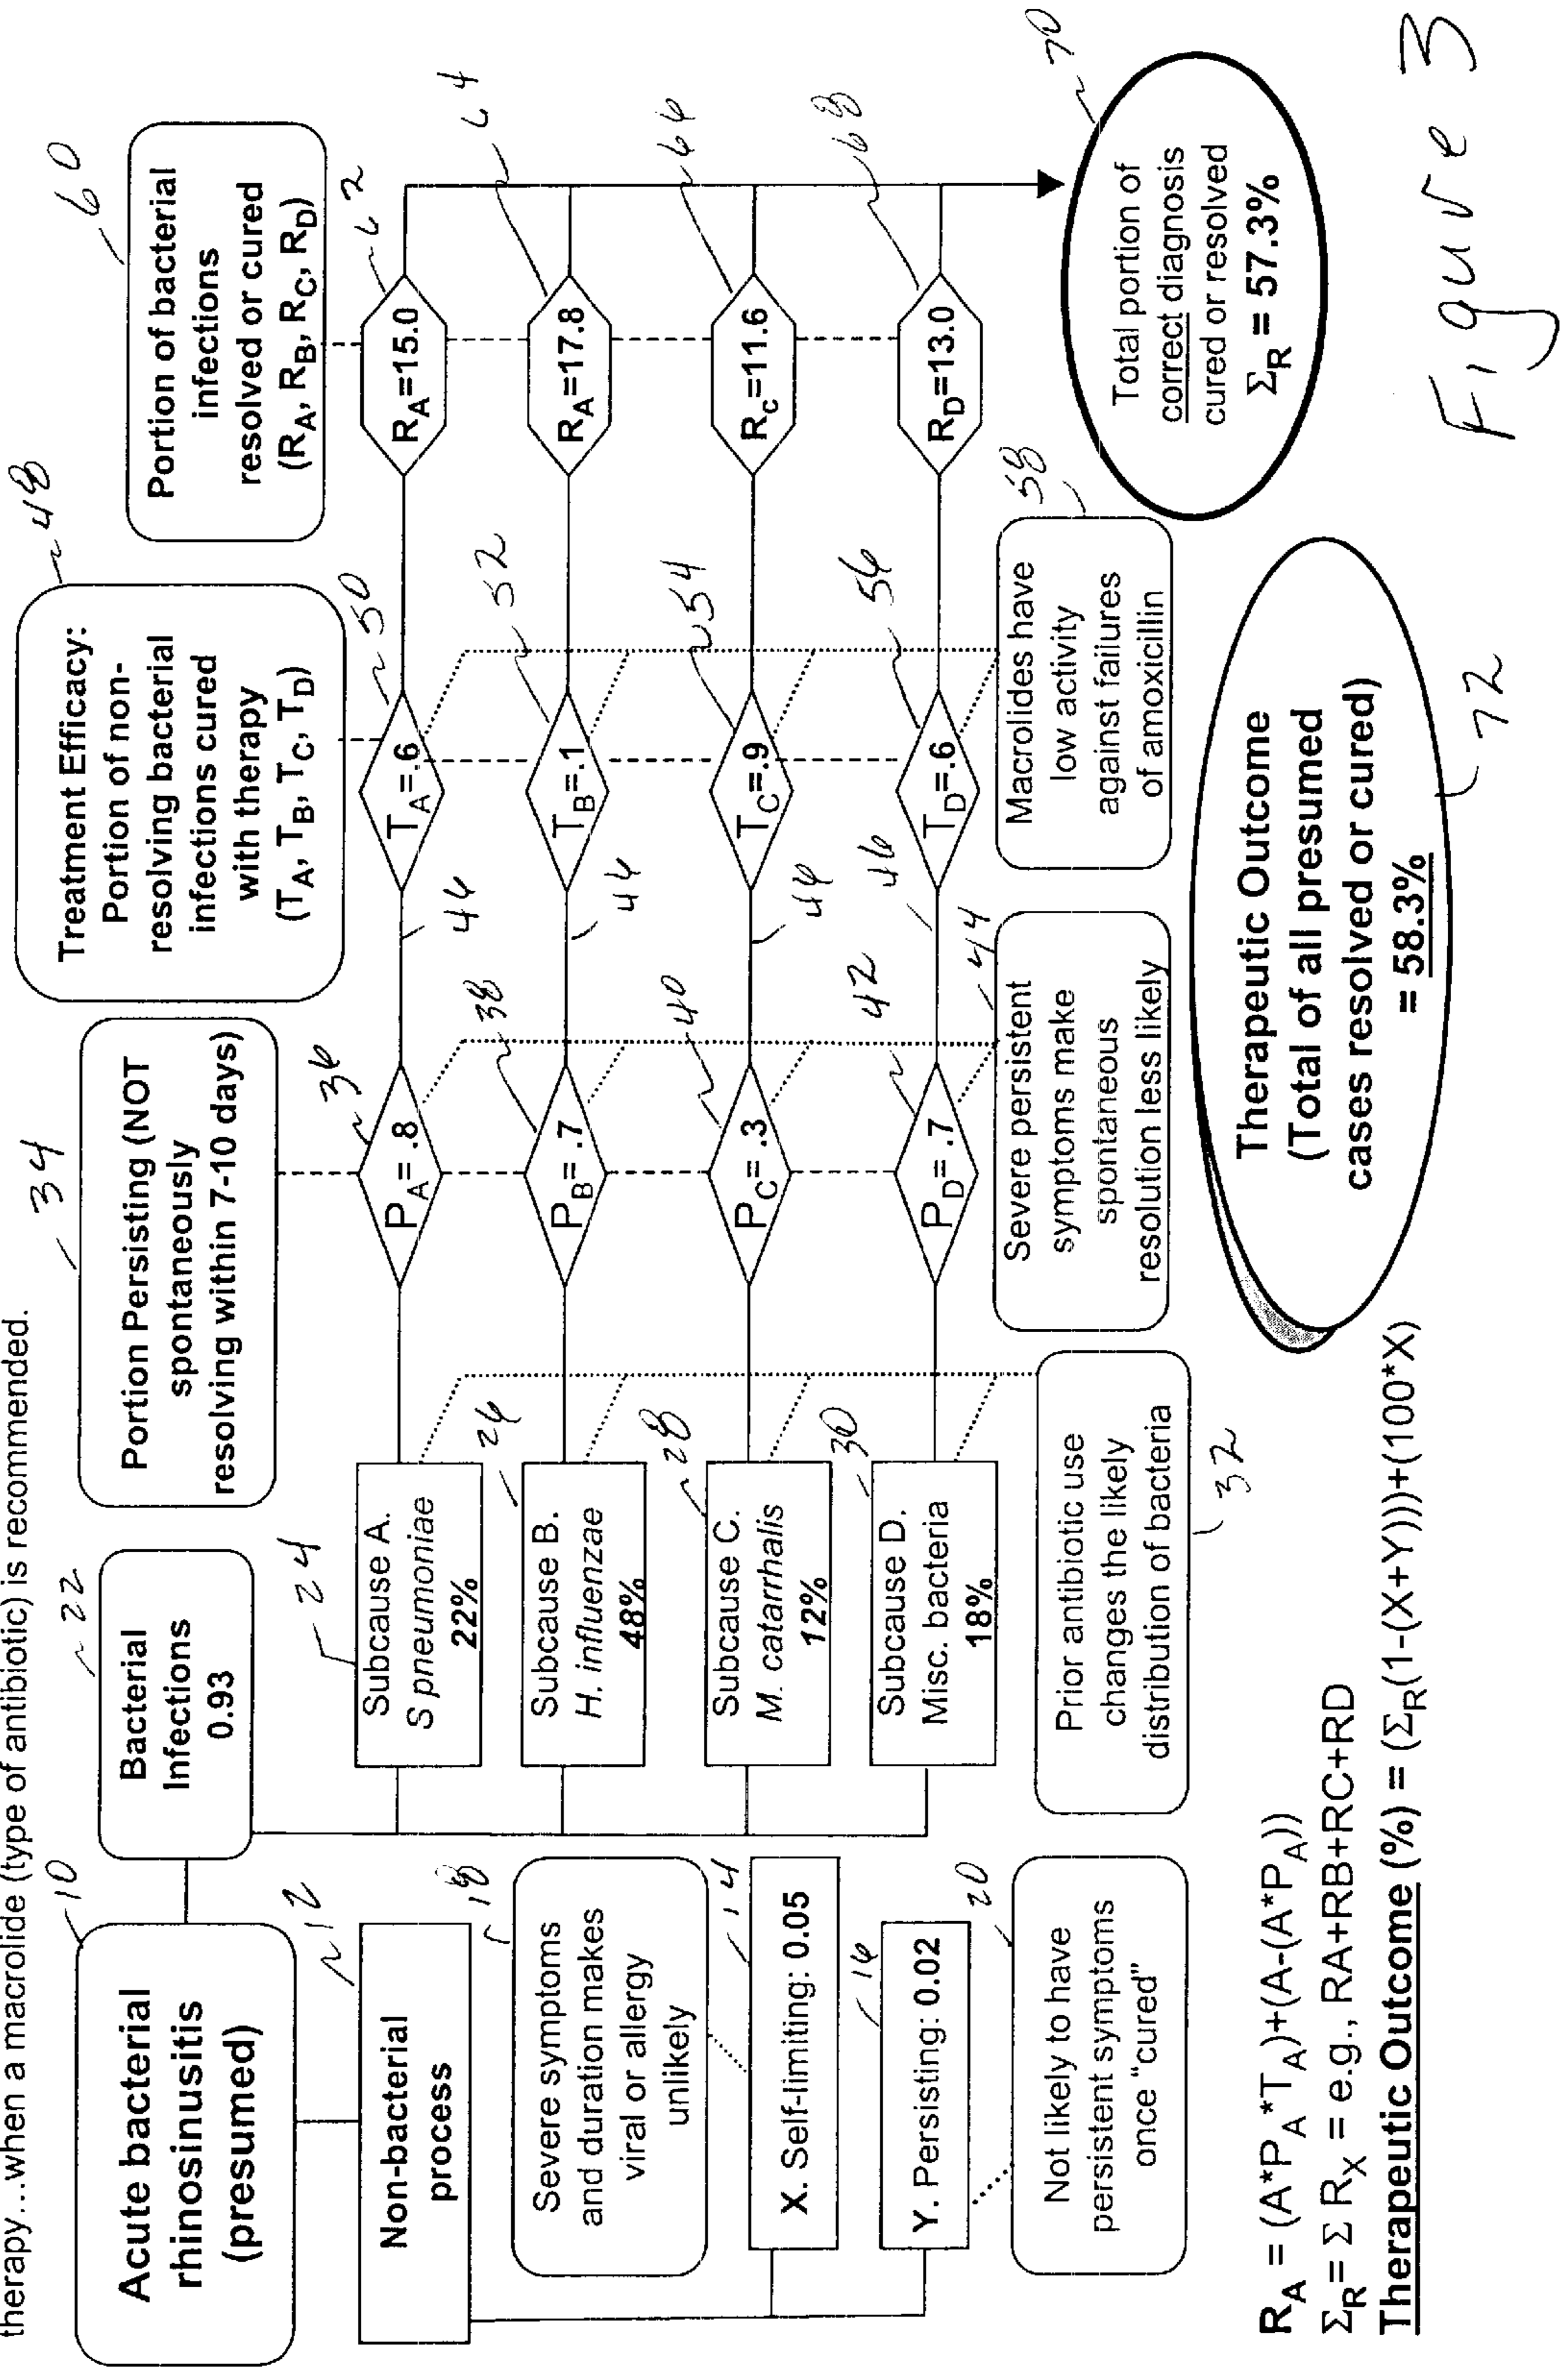 therapy...when a macrolide (type of antibiotic) is recommended.
10
Acute bacterial
rhinosinusitis
(presumed)
12
Non-bacterial
process
18
Severe symptoms
and duration makes
viral or allergy
unlikely
14
X. Self-limiting: 0.05
16
Y. Persisting: 0.02
20
Not likely to have
persistent symptoms
once "cured"
22
Bacterial
Infections
0.93
24
Subcause A.
S pneumoniae
22%
26
Subcause B.
H. influenzae
48%
28
Subcause C.
M. catarrhalis
12%
30
Subcause D.
Misc. bacteria
18%
Prior antibiotic use
changes the likely
distribution of bacteria
32
34
Portion Persisting (NOT
spontaneously
resolving within 7-10 days)
36
P_A= .8
38
P_B= .7
40
P_C= .3
42
P_D= .7
44
Severe persistent
symptoms make
spontaneous
resolution less likely
46
46
46
46
48
Treatment Efficacy:
Portion of non-
resolving bacterial
infections cured
with therapy
(T_A, T_B, T_C, T_D)
50
T_A=.6
52
T_B=.1
54
T_C=.9
56
T_D=.6
58
Macrolides have
low activity
against failures
of amoxicillin
60
Portion of bacterial
infections
resolved or cured
(R_A, R_B, R_C, R_D)
62
R_A=15.0
64
R_A=17.8
66
R_C=11.6
68
R_D=13.0
70
Total portion of
correct diagnosis
cured or resolved
Σ_R = 57.3%
Therapeutic Outcome
(Total of all presumed
cases resolved or cured)
= 58.3%
72
R_A = (A*P_A*T_A)+(A-(A*P_A))
Σ_R= Σ R_X = e.g., RA+RB+RC+RD
Therapeutic Outcome (%) = (Σ_R(1-(X+Y)))+(100*X)
Figure 3